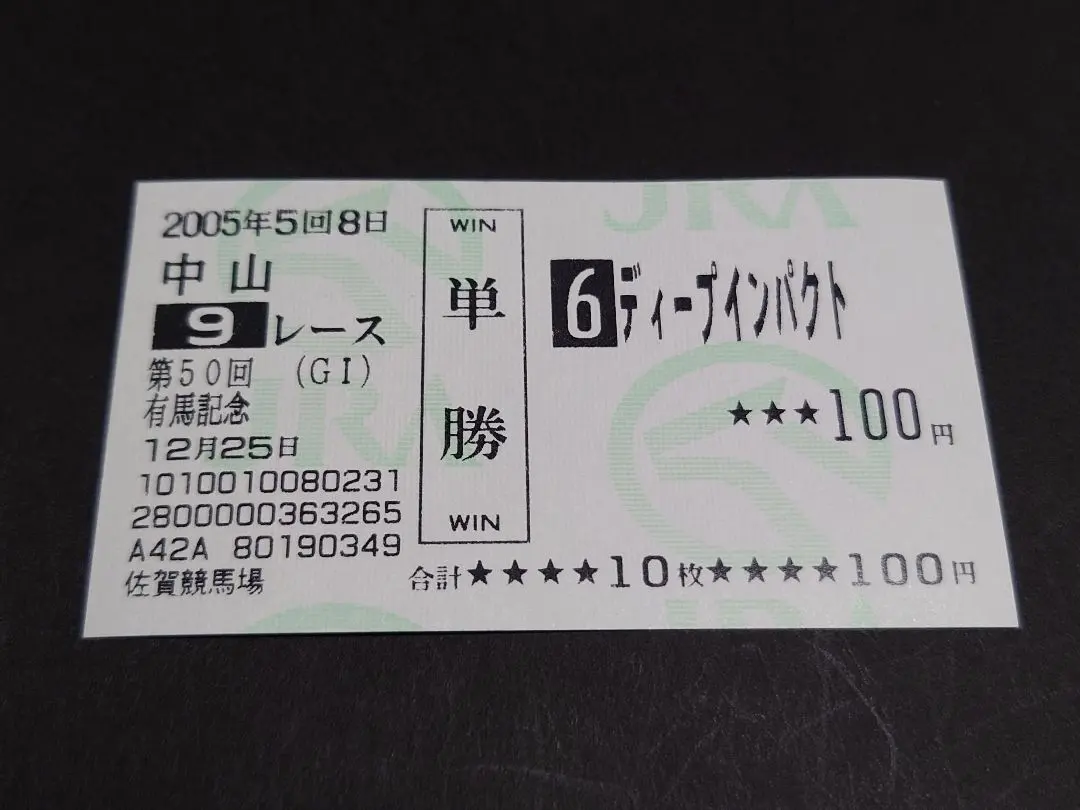 2005年5回8日
中山
9レース
第50回 (GI)
有馬記念
12月25日
1010010080231
2800000363265
A42A 80190349
佐賀競馬場
WIN
単勝
WIN
6ディープインパクト
★★★100円
合計★★★★10枚★★★★100円
JRA
JRA
JRA